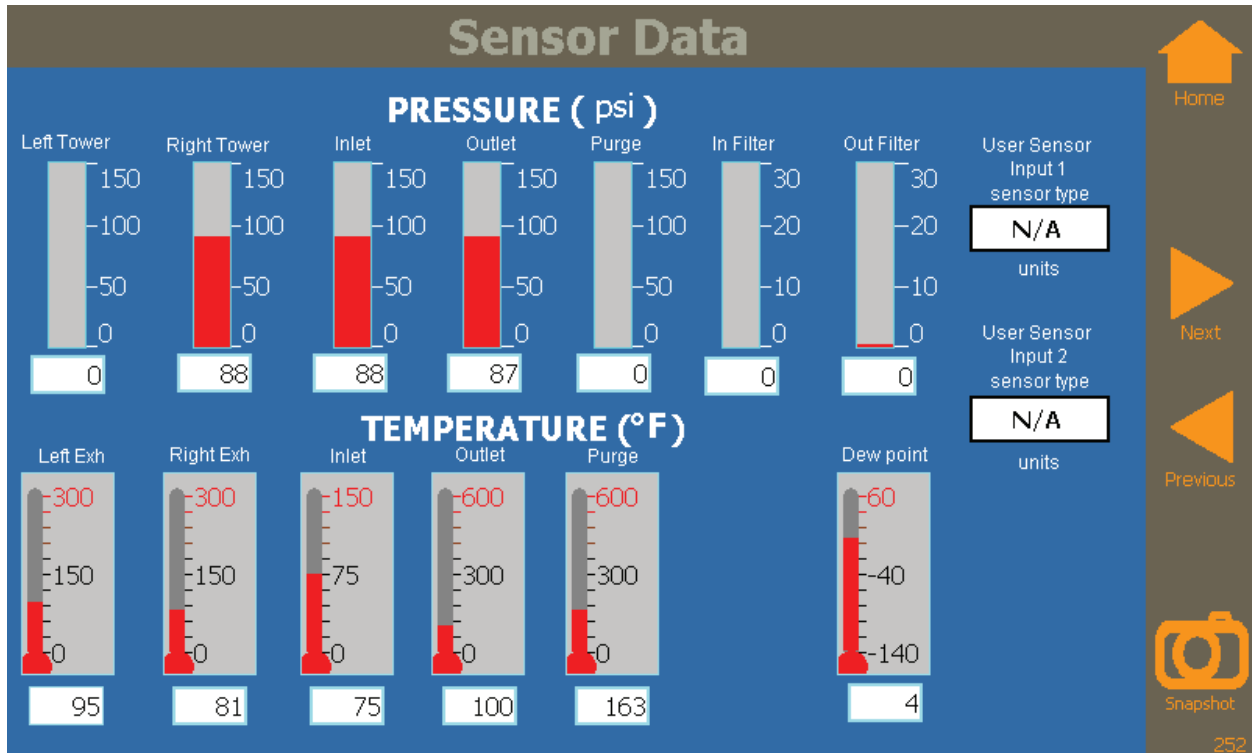 Sensor Data
Home
PRESSURE ( psi )
Left Tower
Right Tower
Inlet
Outlet
Purge
In Filter
Out Filter
150
100
50
0
0
150
100
50
0
88
150
100
50
0
88
150
100
50
0
87
150
100
50
0
0
30
20
10
0
0
30
20
10
0
0
User Sensor
Input 1
sensor type
N/A
units
Next
User Sensor
Input 2
sensor type
N/A
units
Previous
TEMPERATURE (°F)
Left Exh
Right Exh
Inlet
Outlet
Purge
Dew point
300
150
0
95
300
150
0
81
150
75
0
75
600
300
0
100
600
300
0
163
60
-40
-140
4
Snapshot
252